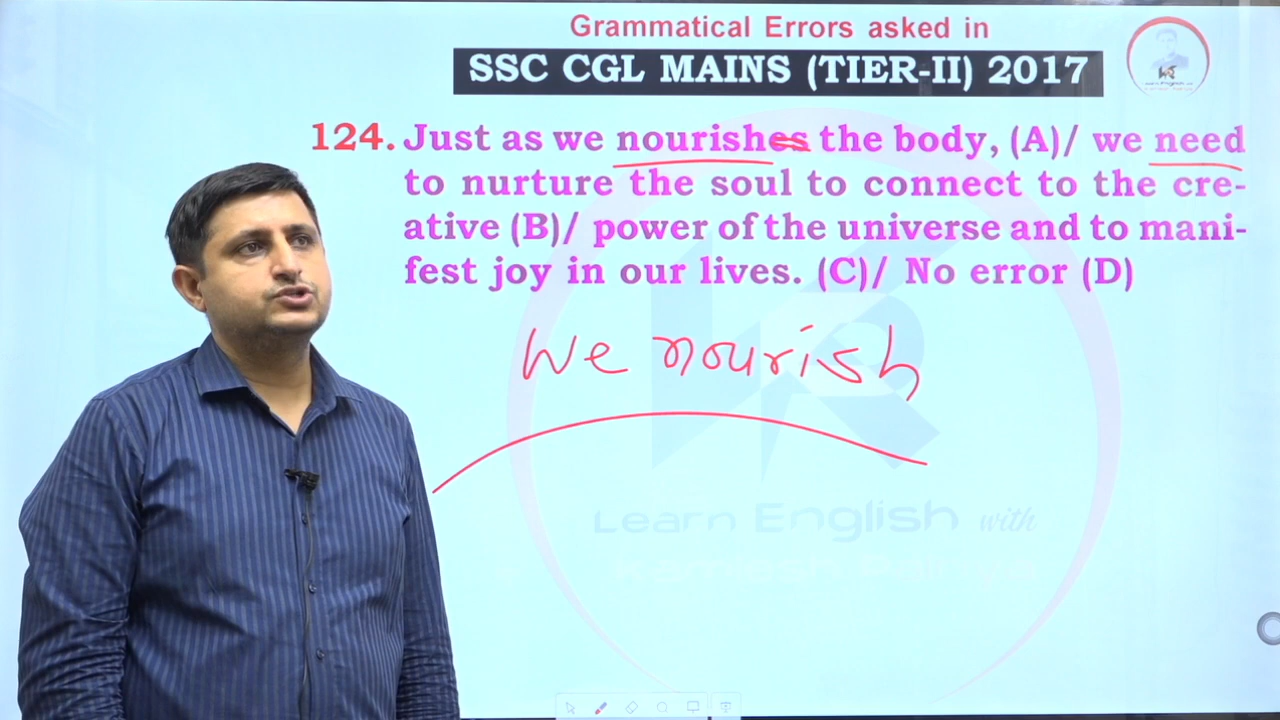 Grammatical Errors asked in
SSC CGL MAINS (TIER-II) 2017
124. Just as we nourishes the body, (A)/ we need
to nurture the soul to connect to the cre-
ative (B)/ power of the universe and to mani-
fest joy in our lives. (C)/ No error (D)
we nourish
Learn English with